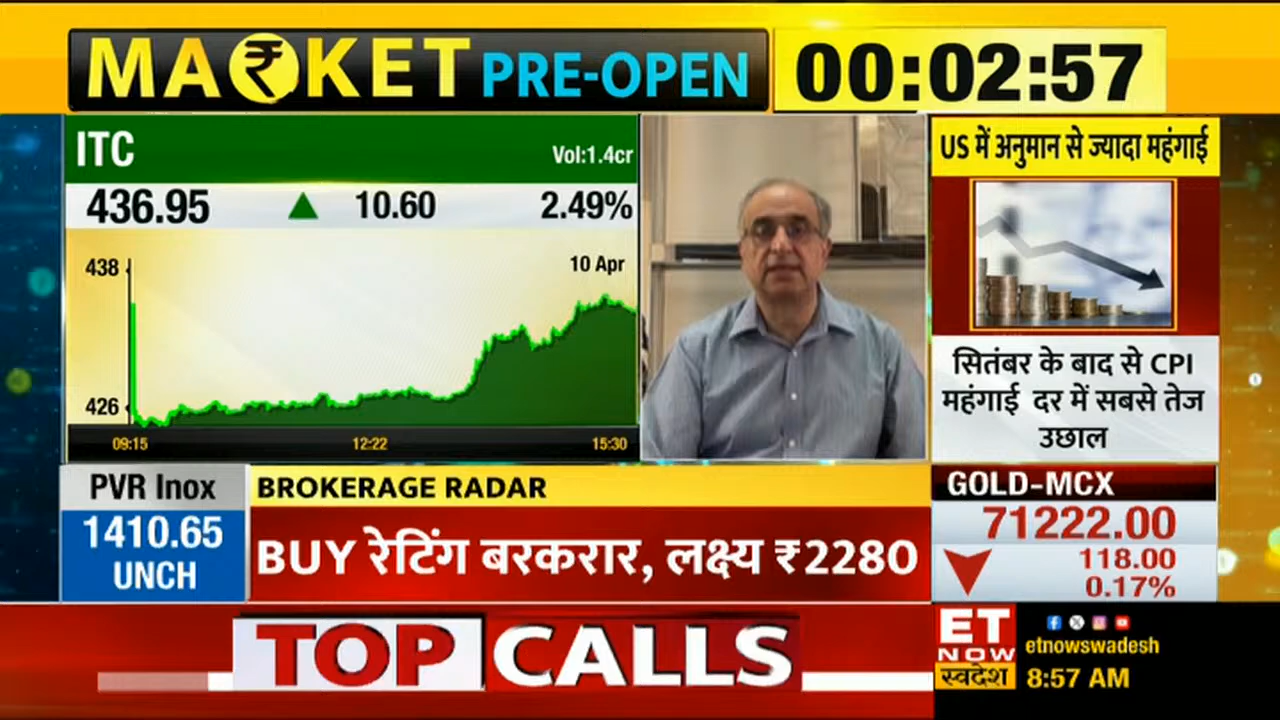 MA₹KET PRE-OPEN
00:02:57
ITC
Vol:1.4cr
436.95 ▲ 10.60 2.49%
438
10 Apr
426
09:15 12:22 15:30
US में अनुमान से ज्यादा महंगाई
सितंबर के बाद से CPI
महंगाई दर में सबसे तेज
उछाल
PVR Inox
1410.65
UNCH
BROKERAGE RADAR
BUY रेटिंग बरकरार, लक्ष्य ₹2280
GOLD-MCX
71222.00
118.00
0.17%
TOP CALLS
ET
NOW
स्वदेश
etnowswadesh
8:57 AM